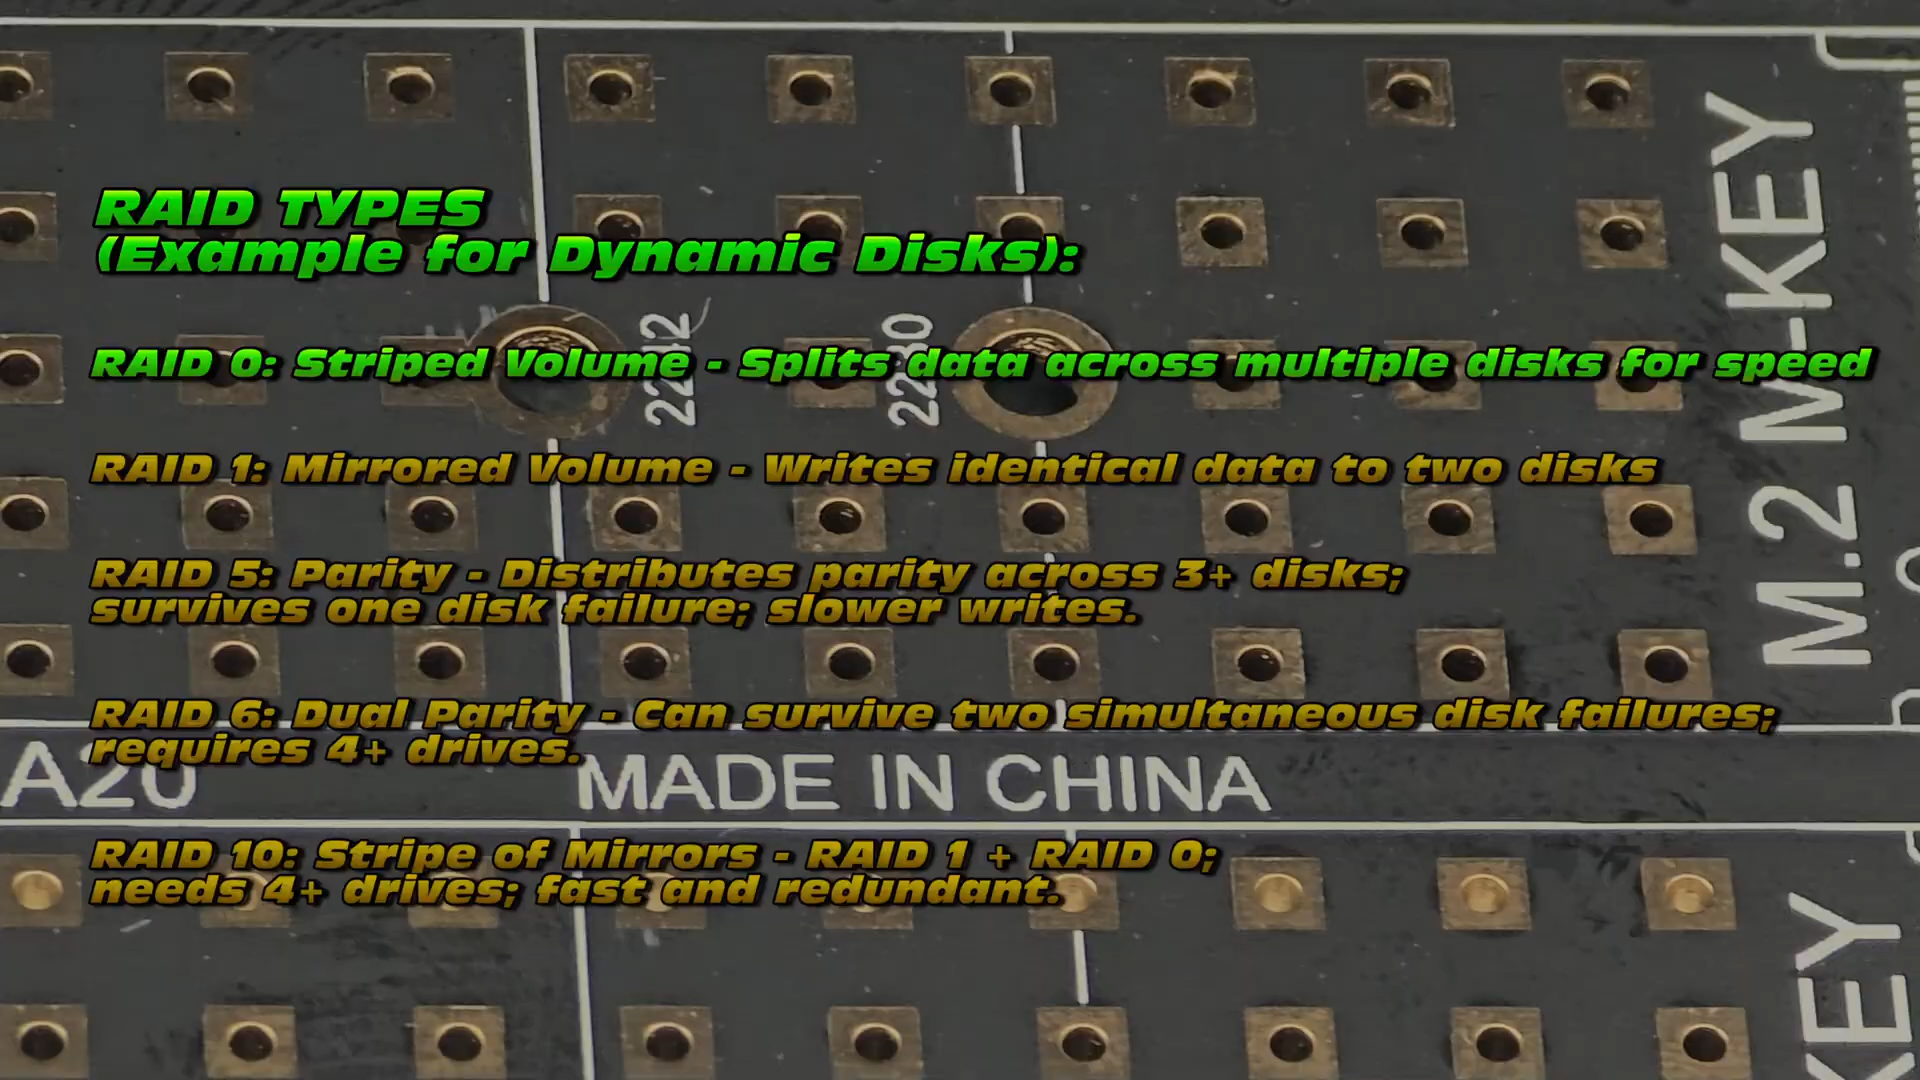 RAID TYPES
(Example for Dynamic Disks):
RAID 0: Striped Volume - Splits data across multiple disks for speed
RAID 1: Mirrored Volume - Writes identical data to two disks
RAID 5: Parity - Distributes parity across 3+ disks;
survives one disk failure; slower writes.
RAID 6: Dual Parity - Can survive two simultaneous disk failures;
requires 4+ drives.
RAID 10: Stripe of Mirrors - RAID 1 + RAID 0;
needs 4+ drives; fast and redundant.
2242
2230
M.2 M-KEY
A20
MADE IN CHINA
KEY